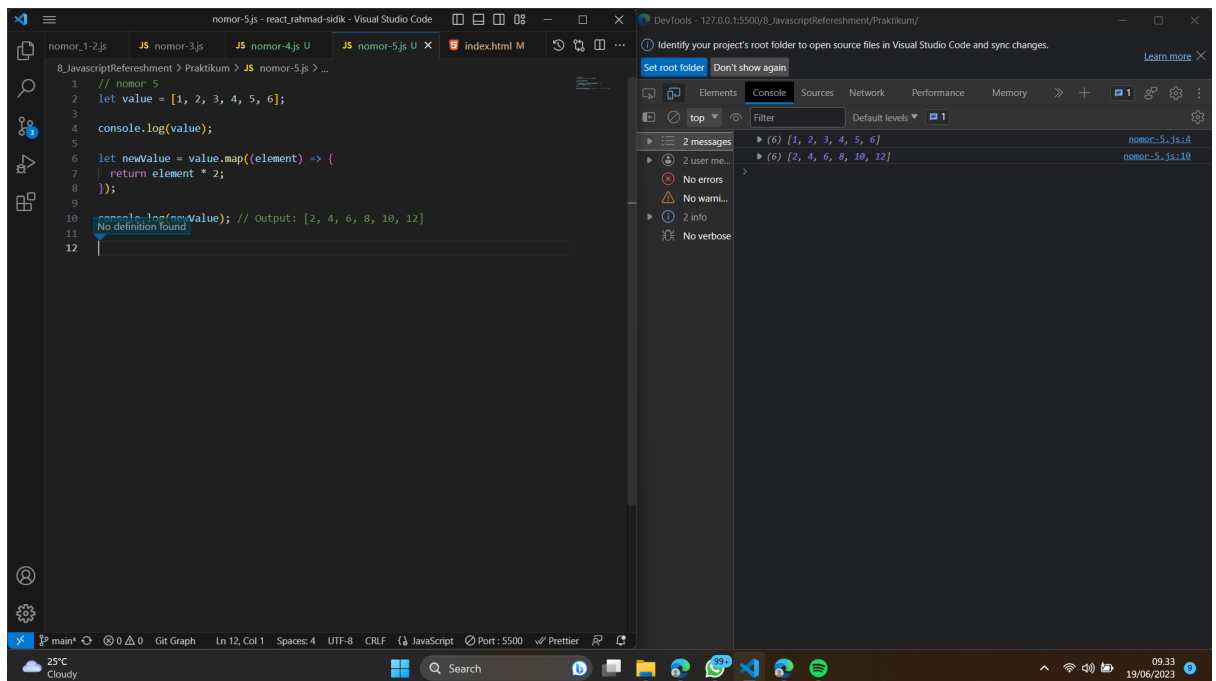 nomor-5.js - react_rahmad-sidik - Visual Studio Code
nomor_1-2.js
JS nomor-3.js
JS nomor-4.js U
JS nomor-5.js U
index.html M
8_JavascriptRefereshment > Praktikum > JS nomor-5.js > ...
1 // nomor 5
2 let value = [1, 2, 3, 4, 5, 6];
3
4 console.log(value);
5
6 let newValue = value.map((element) => {
7 return element * 2;
8 });
9
10 console.log(newValue); // Output: [2, 4, 6, 8, 10, 12]
No definition found
11
12
3
main*
0 0
Git Graph
Ln 12, Col 1
Spaces: 4
UTF-8
CRLF
JavaScript
Port : 5500
Prettier
DevTools - 127.0.0.1:5500/8_JavascriptRefereshment/Praktikum/
Identify your project's root folder to open source files in Visual Studio Code and sync changes.
Learn more
Set root folder
Don't show again
Elements
Console
Sources
Network
Performance
Memory
1
top
Filter
Default levels
1
2 messages
2 user me...
No errors
No warni...
2 info
No verbose
(6) [1, 2, 3, 4, 5, 6]
nomor-5.js:4
(6) [2, 4, 6, 8, 10, 12]
nomor-5.js:10
25°C
Cloudy
Search
99+
09.33
19/06/2023
9